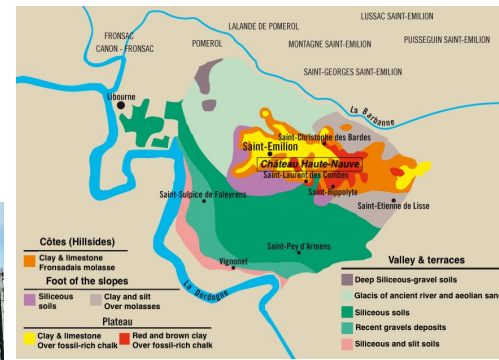 LUSSAC SAINT-EMILION
LALANDE DE POMEROL
FRONSAC
CANON - FRONSAC
POMEROL
MONTAGNE SAINT-EMILION
PUISSEGUIN SAINT-EMILION
SAINT-GEORGES SAINT-EMILION
Libourne
La Barbanne
Saint-Christophe des Bardes
Saint-Emilion
Château Haute-Nauve
Saint-Laurent des Combes
Saint-Hippolyte
Saint-Sulpice de Faleyrens
Saint-Etienne de Lisse
Saint-Pey d'Armens
Vignonet
La Dordogne
Côtes (Hillsides)
Clay & limestone
Fronsadais molasse
Foot of the slopes
Siliceous
soils
Clay and silt
Over molasses
Plateau
Clay & limestone
Over fossil-rich chalk
Red and brown clay
Over fossil-rich chalk
Valley & terraces
Deep Siliceous-gravel soils
Glacis of ancient river and aeolian sand
Siliceous soils
Recent gravels deposits
Siliceous and slit soils